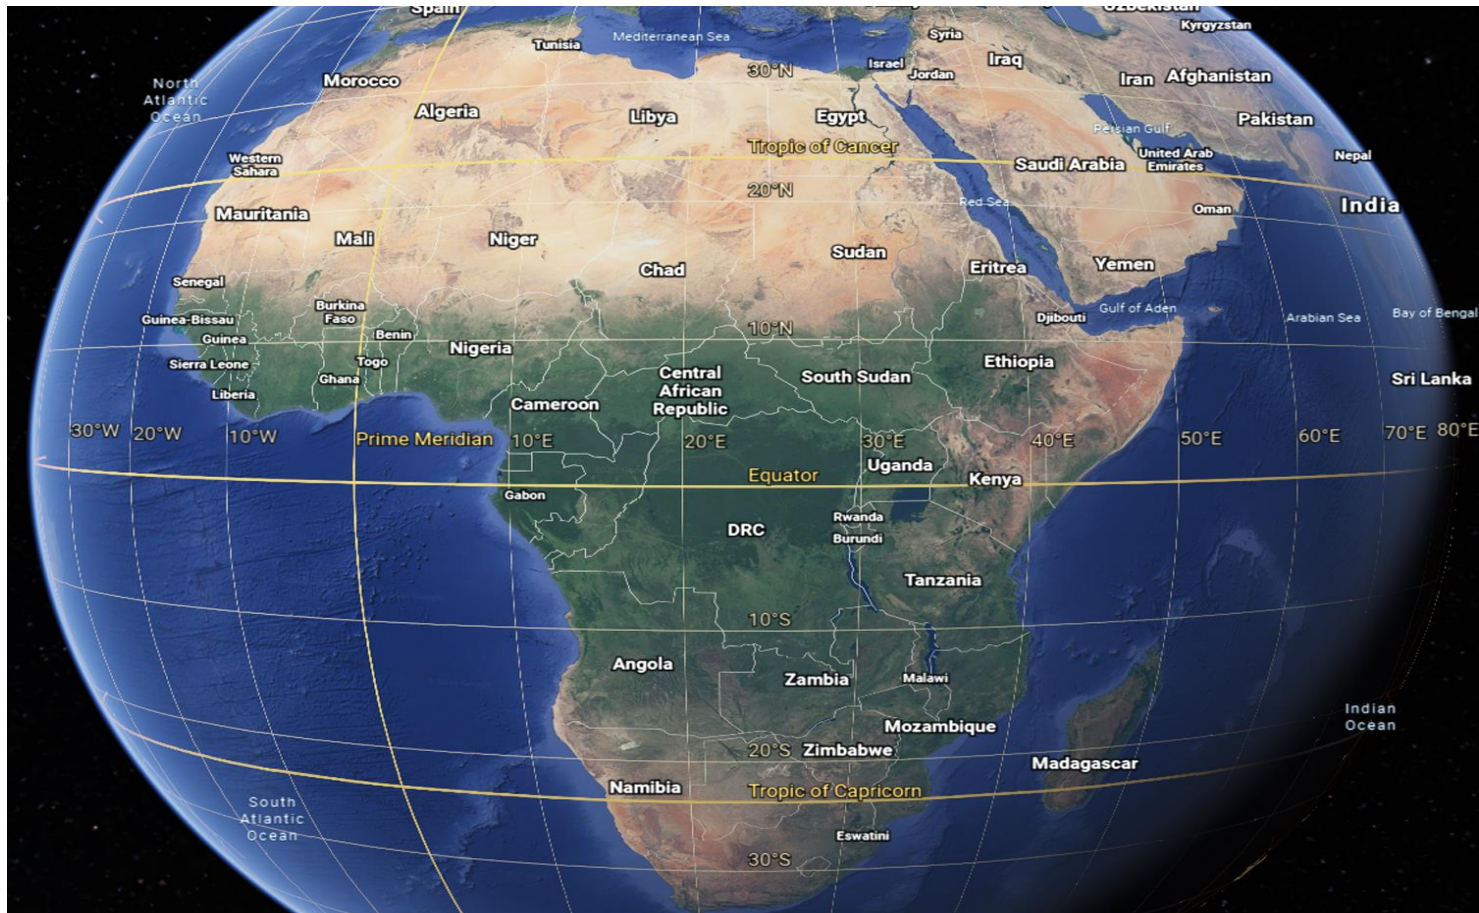 Spain
Uzbekistan
Kyrgyzstan
Mediterranean Sea
Tunisia
Syria
Iraq
Israel
Jordan
30°N
Morocco
Iran
Afghanistan
North
Atlantic
Ocean
Algeria
Libya
Egypt
Pakistan
Persian Gulf
Tropic of Cancer
Western
Sahara
Saudi Arabia
United Arab
Emirates
Nepal
20°N
Red Sea
Oman
India
Mauritania
Mali
Niger
Sudan
Chad
Eritrea
Yemen
Senegal
Burkina
Faso
Guinea-Bissau
Djibouti
Gulf of Aden
Arabian Sea
Bay of Bengal
10°N
Guinea
Benin
Nigeria
Sierra Leone
Togo
Ghana
Liberia
Central
African
Republic
South Sudan
Ethiopia
Sri Lanka
Cameroon
30°W
20°W
10°W
Prime Meridian
10°E
20°E
30°E
40°E
50°E
60°E
70°E
80°E
Equator
Uganda
Kenya
Gabon
Rwanda
DRC
Burundi
Tanzania
10°S
Angola
Zambia
Malawi
Mozambique
Indian
Ocean
20°S
Zimbabwe
Madagascar
Namibia
Tropic of Capricorn
South
Atlantic
Ocean
Eswatini
30°S